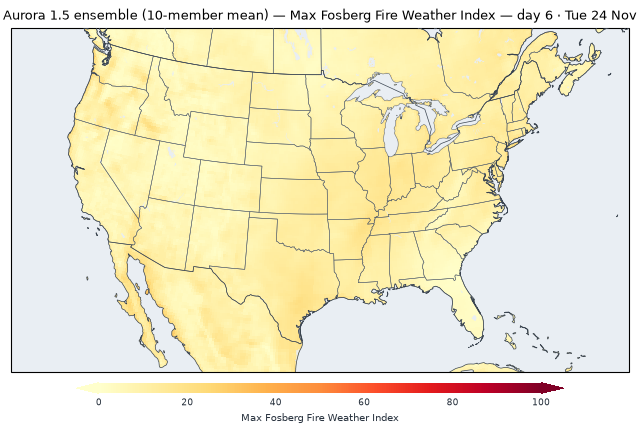 Aurora 1.5 ensemble (10-member mean) — Max Fosberg Fire Weather Index — day 6 · Tue 24 Nov
0 20 40 60 80 100
Max Fosberg Fire Weather Index